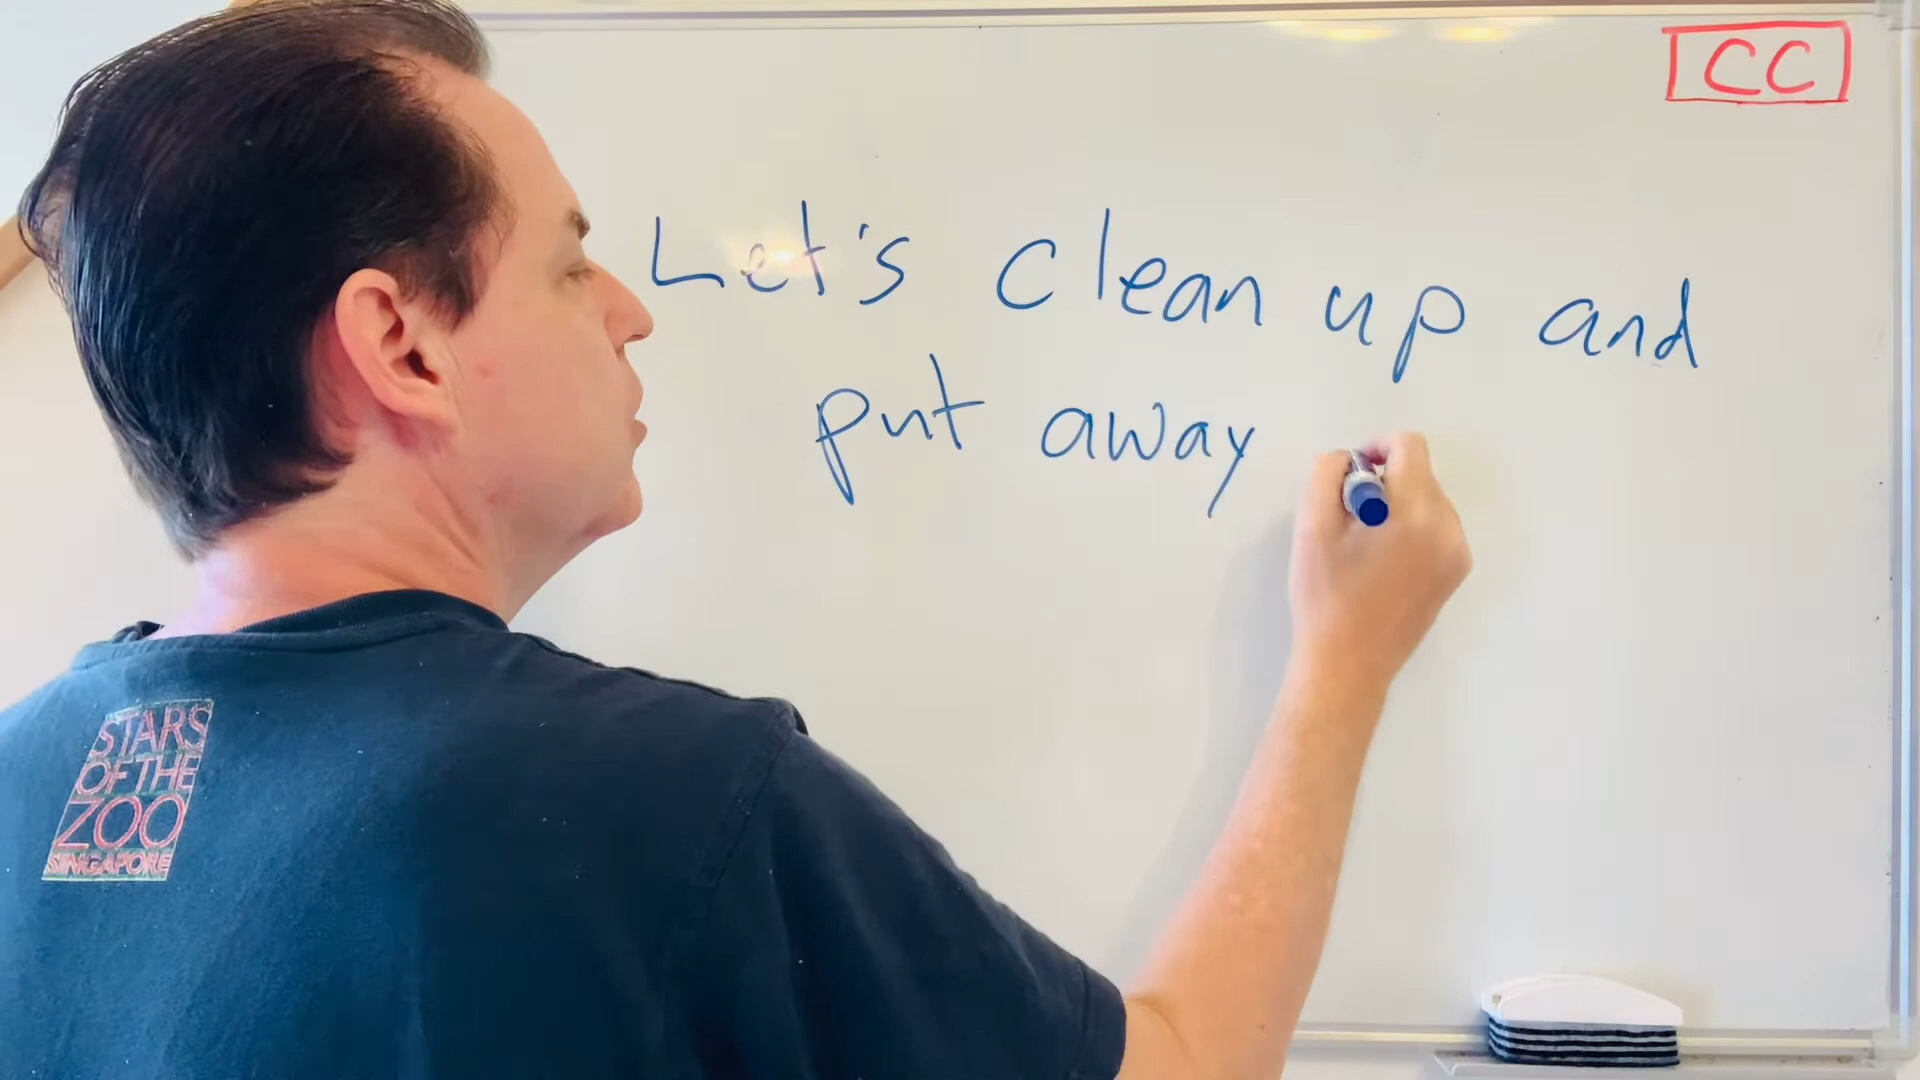 CC
Let's clean up and
put away
STARS
OF THE
ZOO
SINGAPORE